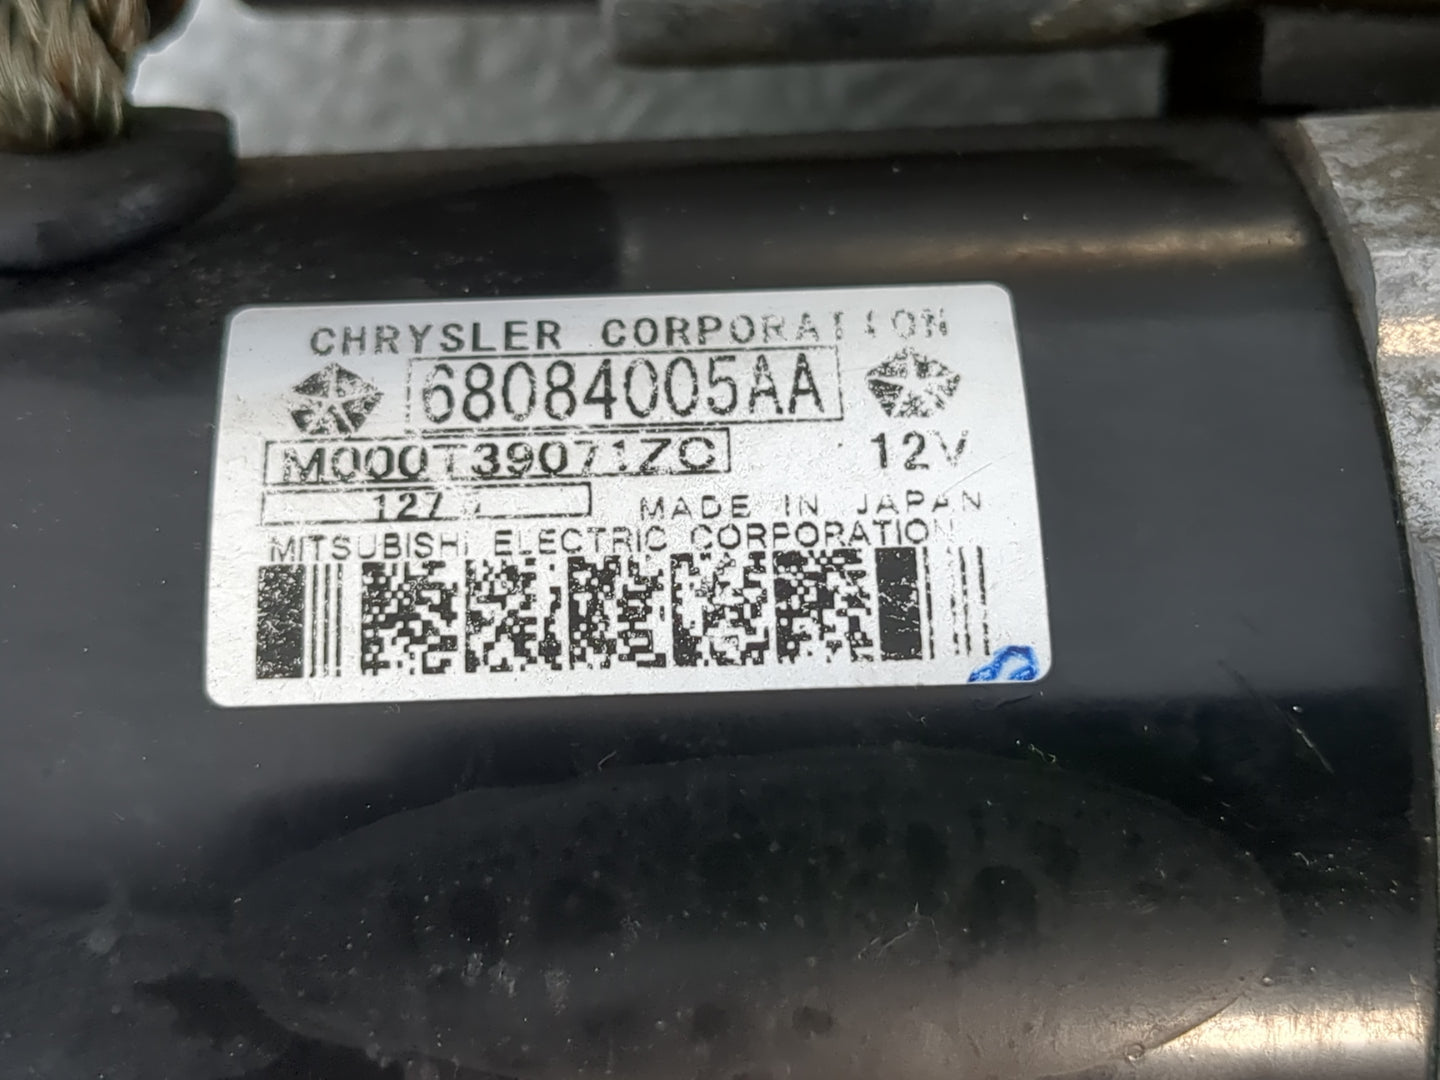 CHRYSLER CORPORATION
68084005AA
M000T39071ZC 12V
127 MADE IN JAPAN
MITSUBISHI ELECTRIC CORPORATION